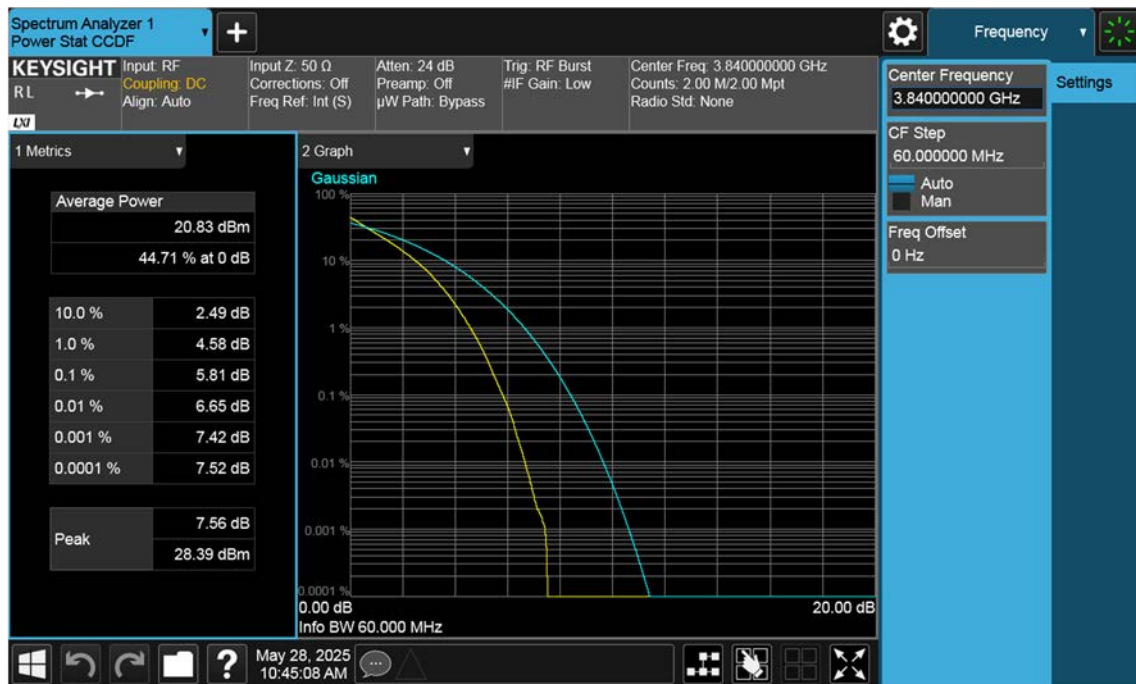 Spectrum Analyzer 1
Power Stat CCDF
Frequency
KEYSIGHT
R L
LXI
Input: RF
Coupling: DC
Align: Auto
Input Z: 50 Ω
Corrections: Off
Freq Ref: Int (S)
Atten: 24 dB
Preamp: Off
µW Path: Bypass
Trig: RF Burst
#IF Gain: Low
Center Freq: 3.840000000 GHz
Counts: 2.00 M/2.00 Mpt
Radio Std: None
Center Frequency
3.840000000 GHz
Settings
CF Step
60.000000 MHz
Auto
Man
Freq Offset
0 Hz
1 Metrics
Average Power
20.83 dBm
44.71 % at 0 dB
10.0 % 2.49 dB
1.0 % 4.58 dB
0.1 % 5.81 dB
0.01 % 6.65 dB
0.001 % 7.42 dB
0.0001 % 7.52 dB
Peak
7.56 dB
28.39 dBm
2 Graph
Gaussian
100 %
10 %
1 %
0.1 %
0.01 %
0.001 %
0.0001 %
0.00 dB 20.00 dB
Info BW 60.000 MHz
?
May 28, 2025
10:45:08 AM